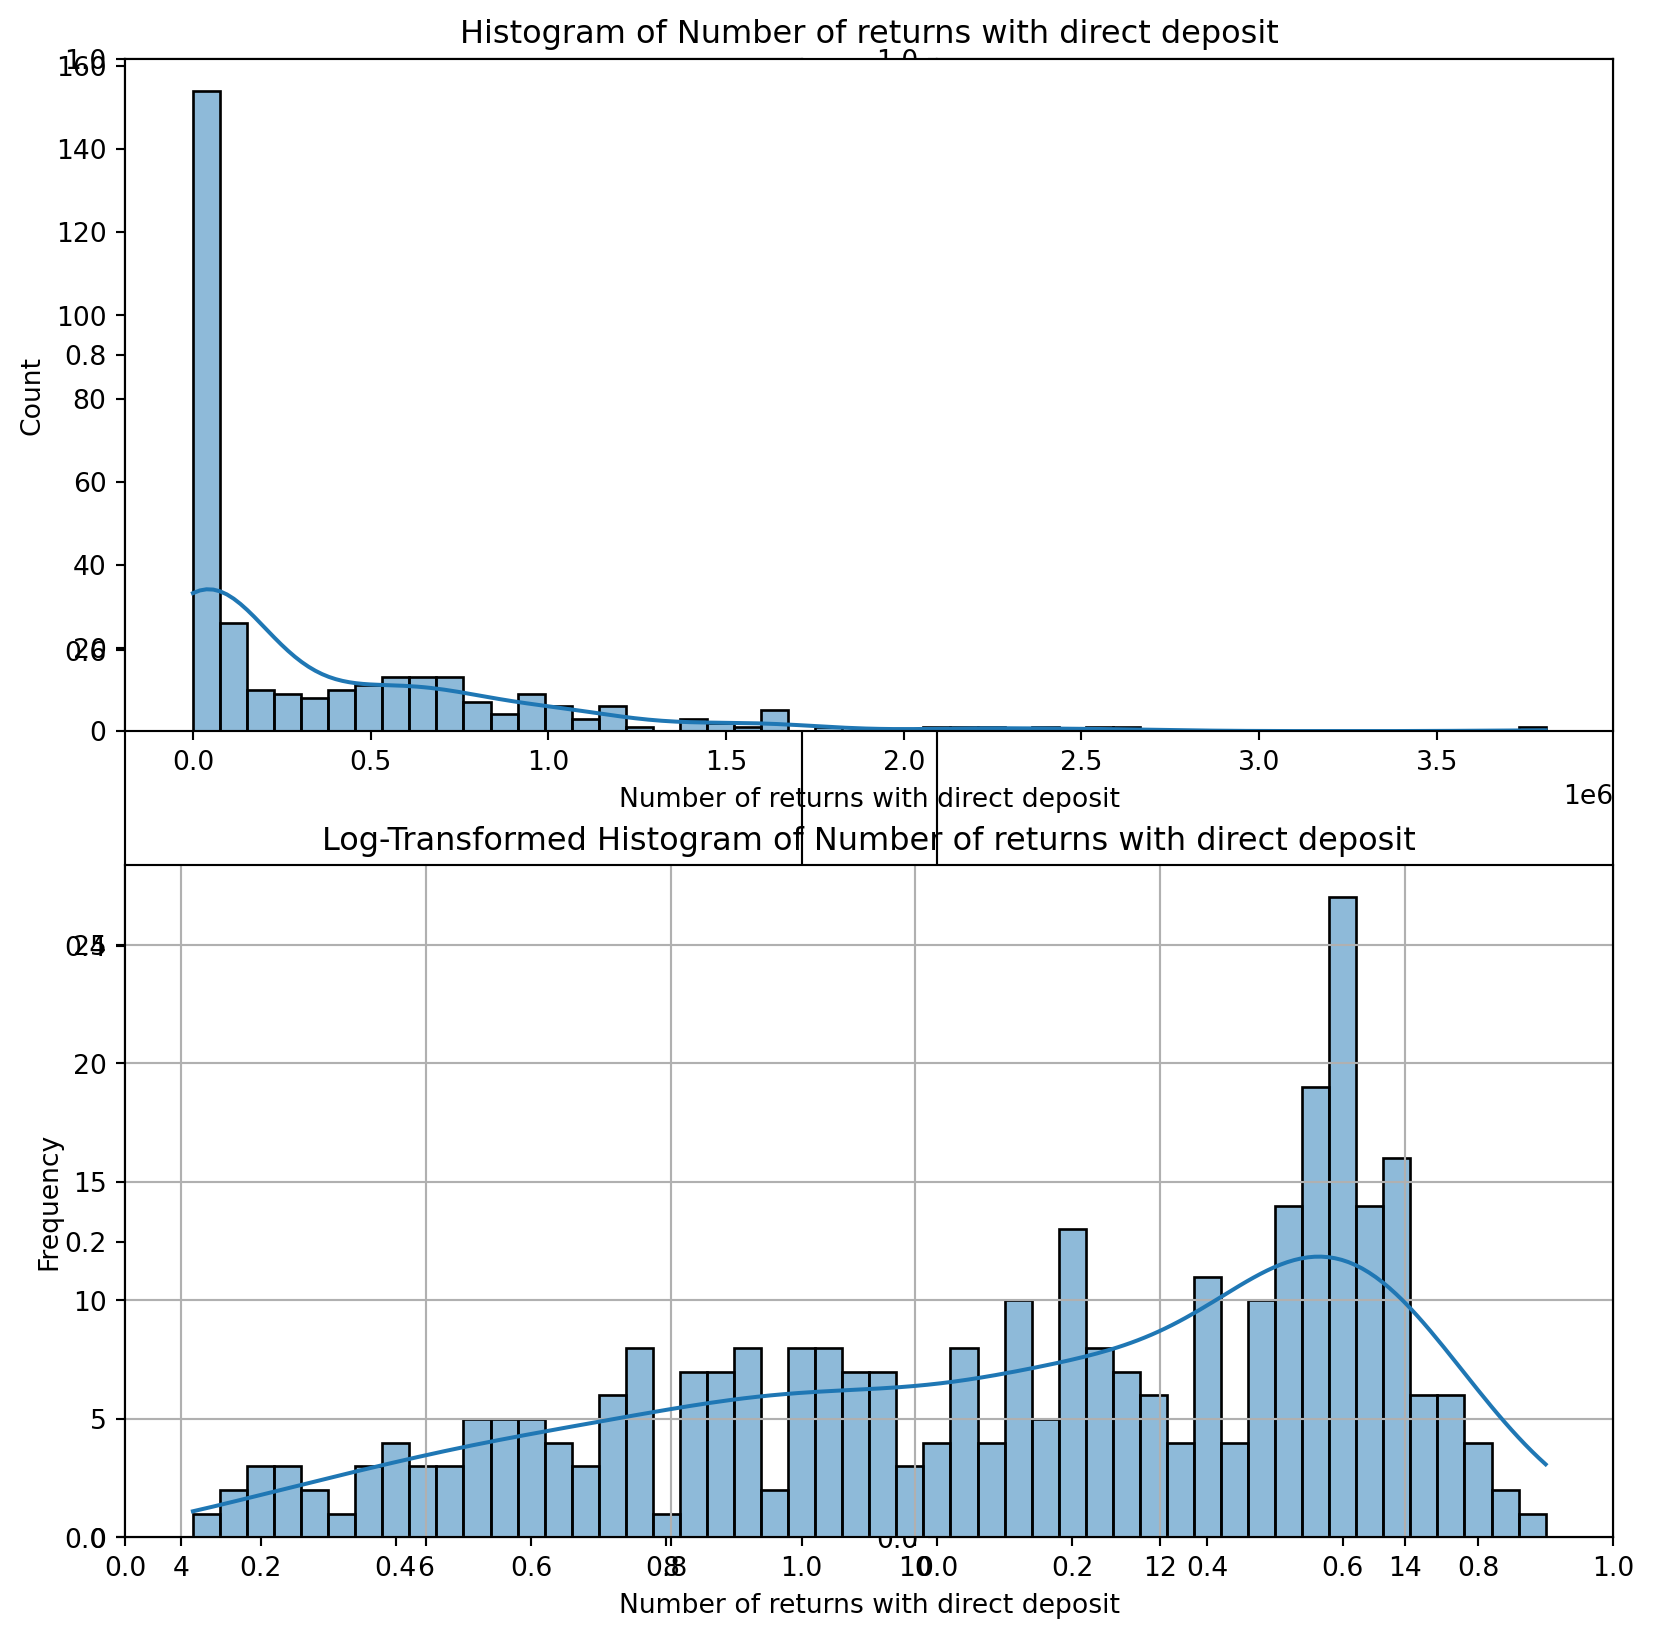 Histogram of Number of returns with direct deposit
1.0
160
1.0
140
120
100
0.8
80
60
40
20
0.6
0
Count
0.0 0.5 1.0 1.5 2.0 2.5 3.0 3.5
Number of returns with direct deposit
1e6
Log-Transformed Histogram of Number of returns with direct deposit
25
0.4
20
15
0.2
10
5
0.0
0.0
Frequency
0.0 4 0.2 0.4 6 0.6 0.8 8 1.0 10 0.0 0.2 12 0.4 0.6 14 0.8 1.0
Number of returns with direct deposit